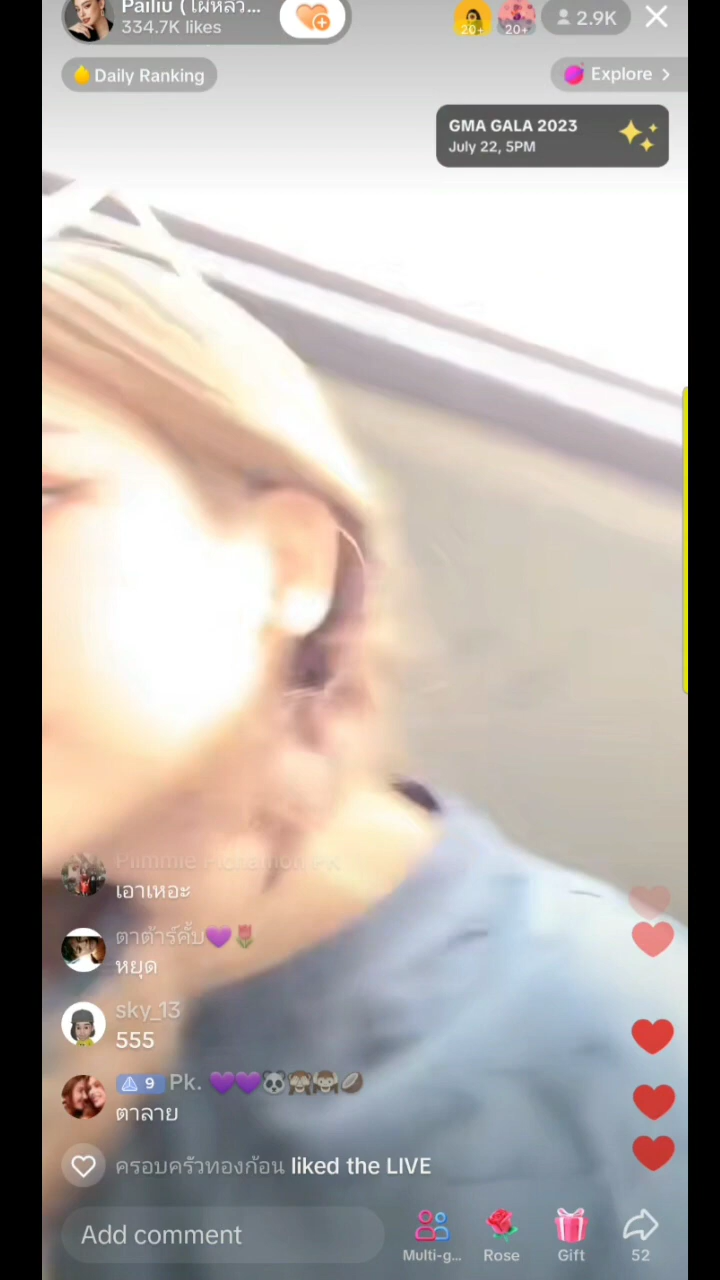 Pailiu (ไผ่หลิว...
334.7K likes
20+
20+
2.9K
Daily Ranking
Explore
GMA GALA 2023
July 22, 5PM
เอาเหอะ
ตาต้าร์คั้บ💜🌷
หยุด
sky_13
555
9 Pk. 💜💜🐼🙈🙉🥥
ตาลาย
ครอบครัวทองก้อน liked the LIVE
Add comment
Multi-g...
Rose
Gift
52